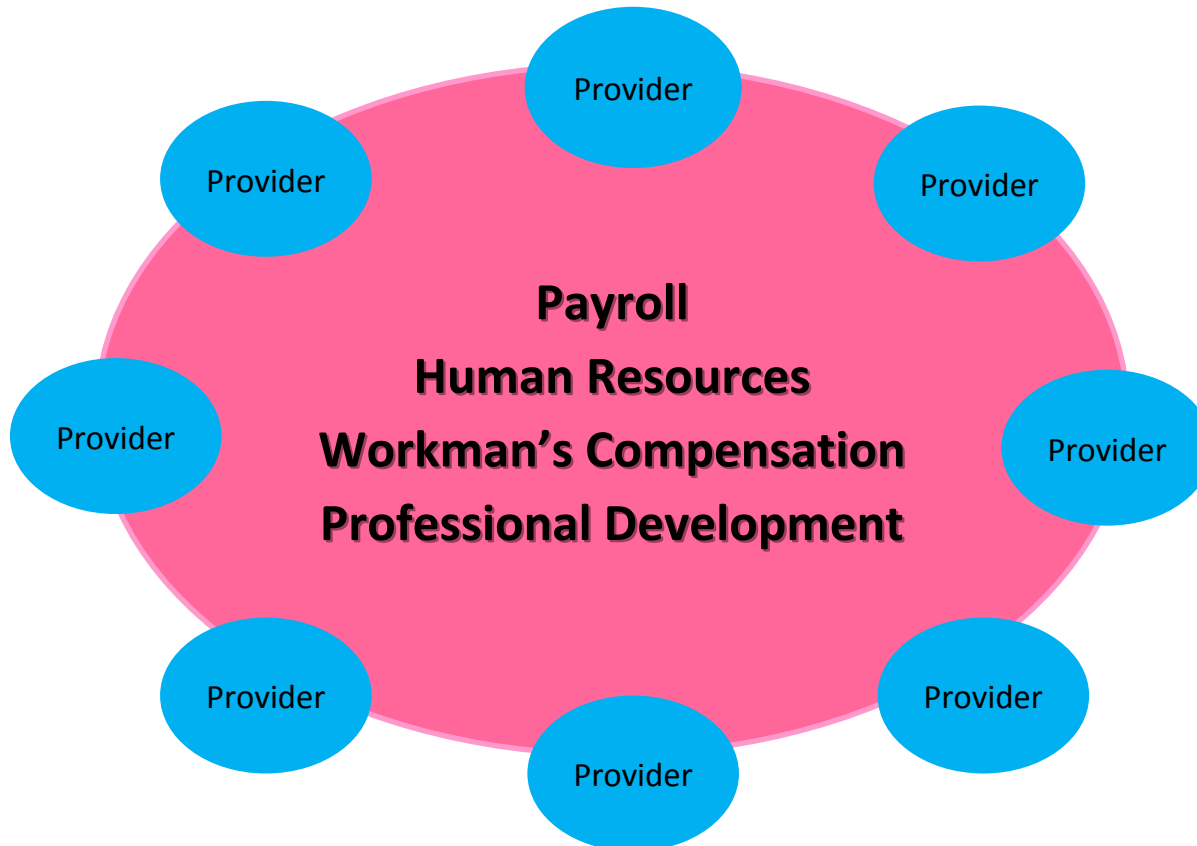 Provider
Provider
Provider
Payroll
Human Resources
Provider
Workman’s Compensation
Provider
Professional Development
Provider
Provider
Provider